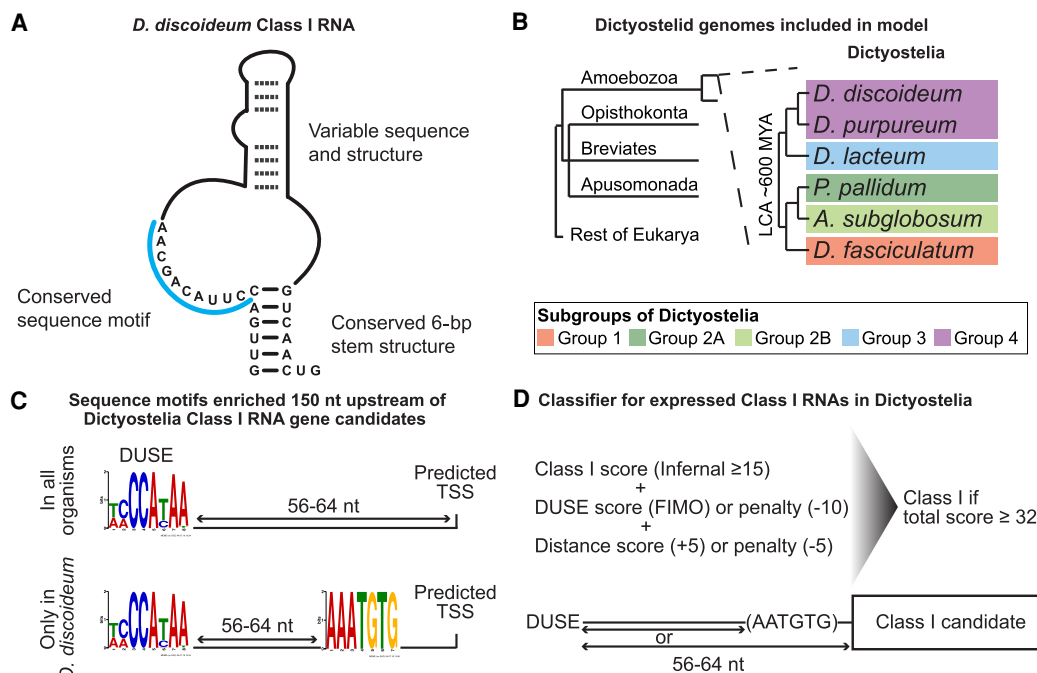 A
D. discoideum Class I RNA
Variable sequence
and structure
A
A
C
G
A
C
A
U
U
C
C
G
A
G
U
U
U
C
A
A
G
U
C
U
G
Conserved
sequence motif
Conserved 6-bp
stem structure
B
Dictyostelid genomes included in model
Dictyostelia
Amoebozoa
Opisthokonta
Breviates
Apusomonada
Rest of Eukarya
LCA ~600 MYA
D. discoideum
D. purpureum
D. lacteum
P. pallidum
A. subglobosum
D. fasciculatum
Subgroups of Dictyostelia
Group 1 Group 2A Group 2B Group 3 Group 4
C
Sequence motifs enriched 150 nt upstream of
Dictyostelia Class I RNA gene candidates
In all
organisms
DUSE
56-64 nt
Predicted
TSS
Only in
D. discoideum
56-64 nt
AAATGTG
Predicted
TSS
D
Classifier for expressed Class I RNAs in Dictyostelia
Class I score (Infernal ≥15)
+
DUSE score (FIMO) or penalty (-10)
+
Distance score (+5) or penalty (-5)
Class I if
total score ≥ 32
DUSE
(AATGTG)
Class I candidate
or
56-64 nt